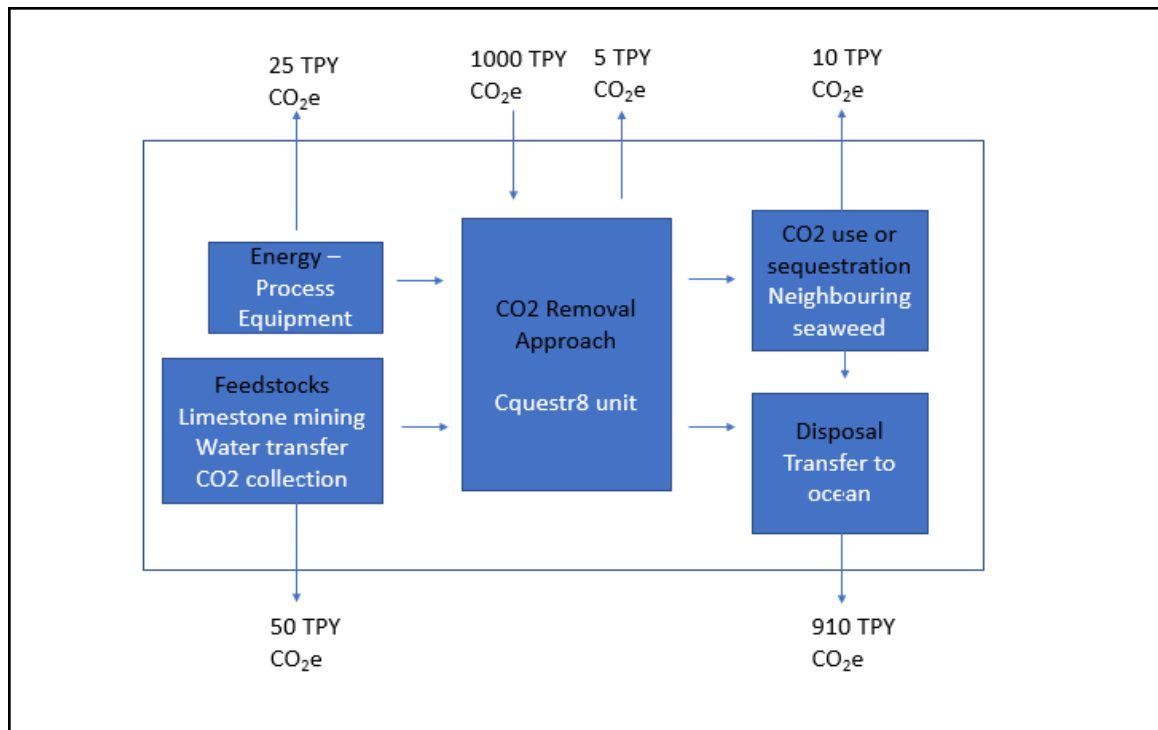 25 TPY
CO₂e
1000 TPY
CO₂e
5 TPY
CO₂e
10 TPY
CO₂e
Energy –
Process
Equipment
Feedstocks
Limestone mining
Water transfer
CO2 collection
CO2 Removal
Approach
Cquestr8 unit
CO2 use or
sequestration
Neighbouring
seaweed
Disposal
Transfer to
ocean
50 TPY
CO₂e
910 TPY
CO₂e